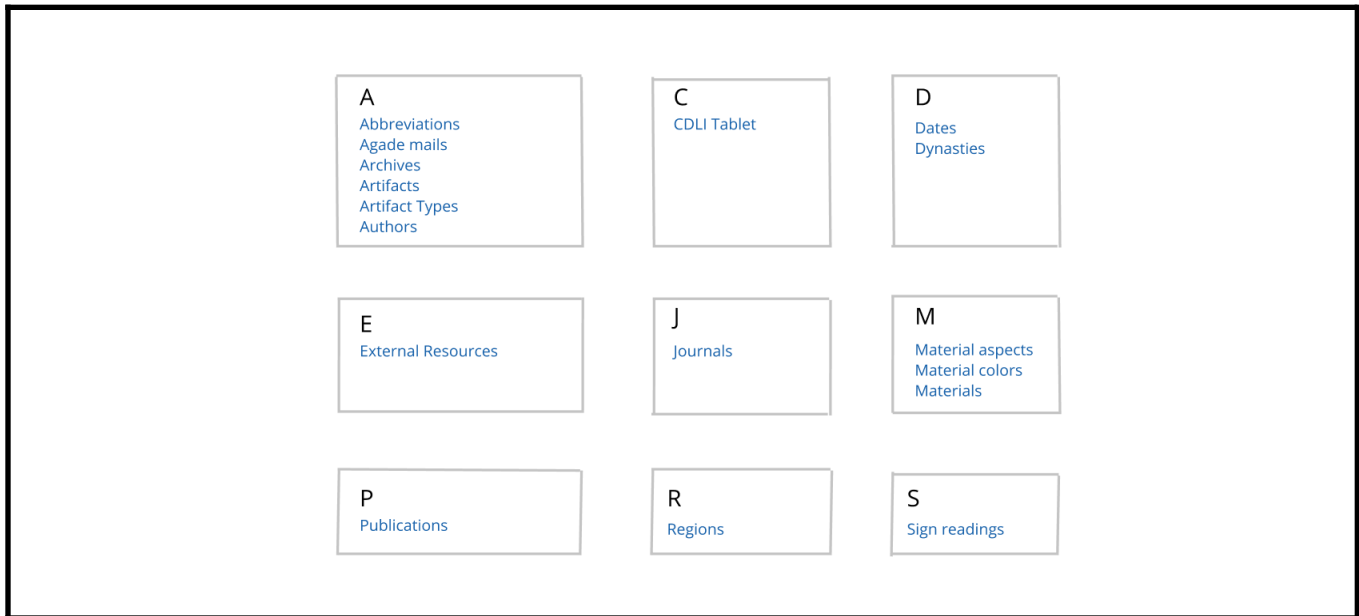 A
Abbreviations
Agade mails
Archives
Artifacts
Artifact Types
Authors
C
CDLI Tablet
D
Dates
Dynasties
E
External Resources
J
Journals
M
Material aspects
Material colors
Materials
P
Publications
R
Regions
S
Sign readings